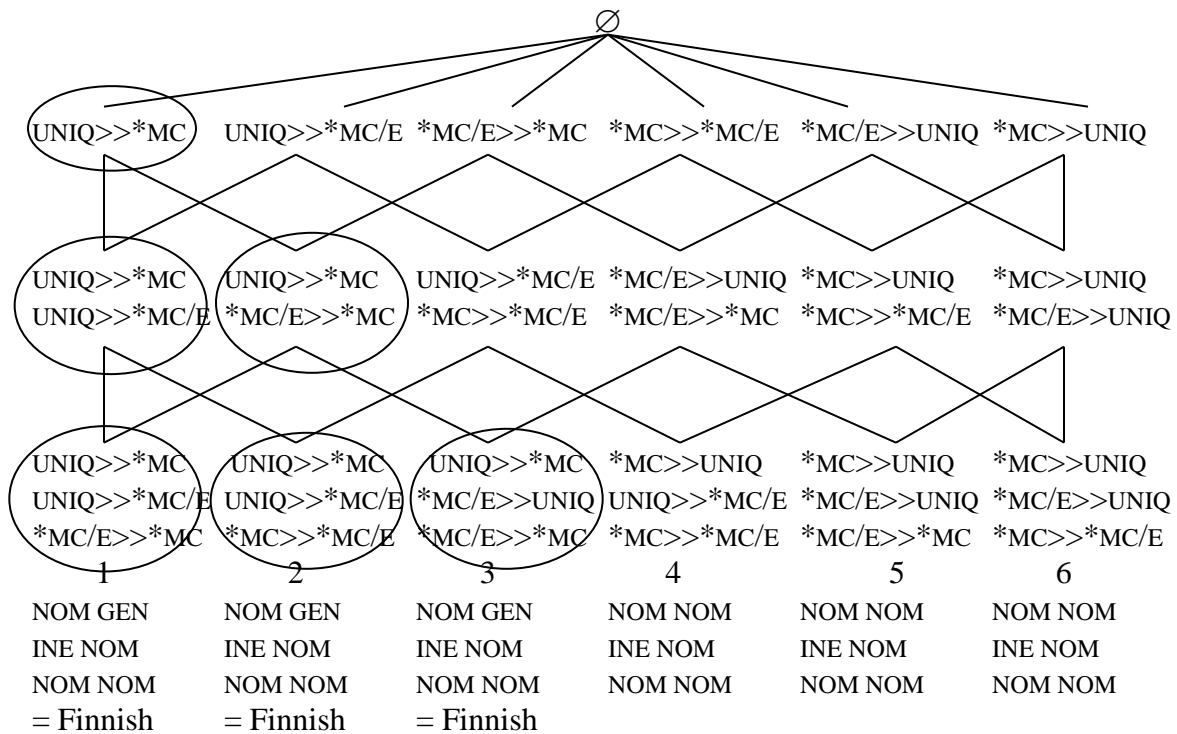 ∅
UNIQ>>*MC UNIQ>>*MC/E *MC/E>>*MC *MC>>*MC/E *MC/E>>UNIQ *MC>>UNIQ
UNIQ>>*MC UNIQ>>*MC UNIQ>>*MC/E *MC/E>>UNIQ *MC>>UNIQ *MC>>UNIQ
UNIQ>>*MC/E *MC/E>>*MC *MC>>*MC/E *MC/E>>*MC *MC>>*MC/E *MC/E>>UNIQ
UNIQ>>*MC UNIQ>>*MC UNIQ>>*MC *MC>>UNIQ *MC>>UNIQ *MC>>UNIQ
UNIQ>>*MC/E UNIQ>>*MC/E *MC/E>>UNIQ UNIQ>>*MC/E *MC/E>>UNIQ *MC/E>>UNIQ
*MC/E>>*MC *MC>>*MC/E *MC/E>>*MC *MC>>*MC/E *MC/E>>*MC *MC>>*MC/E
1 2 3 4 5 6
NOM GEN NOM GEN NOM GEN NOM NOM NOM NOM NOM NOM
INE NOM INE NOM INE NOM INE NOM INE NOM INE NOM
NOM NOM NOM NOM NOM NOM NOM NOM NOM NOM NOM NOM
= Finnish = Finnish = Finnish